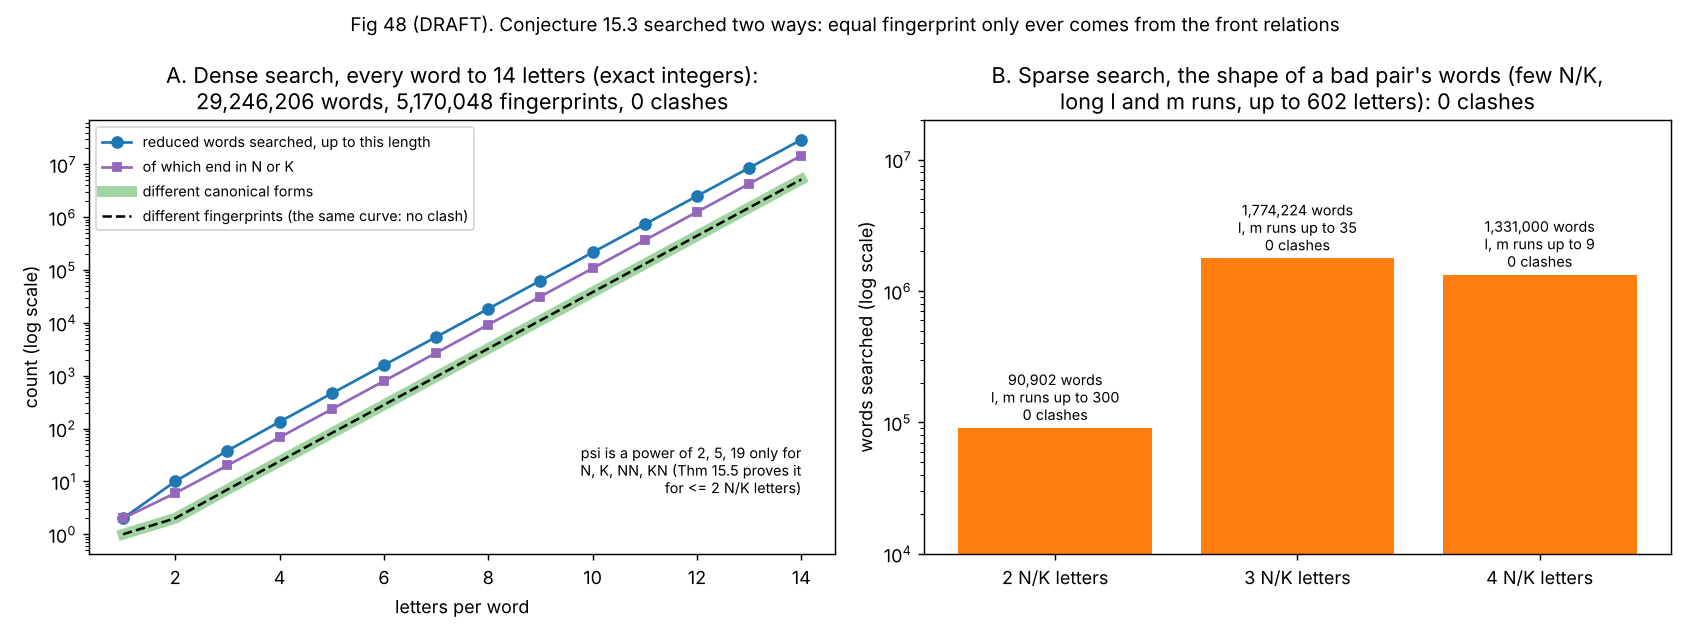 Fig 48 (DRAFT). Conjecture 15.3 searched two ways: equal fingerprint only ever comes from the front relations
A. Dense search, every word to 14 letters (exact integers):
29,246,206 words, 5,170,048 fingerprints, 0 clashes
reduced words searched, up to this length
of which end in N or K
different canonical forms
different fingerprints (the same curve: no clash)
count (log scale)
10^7
10^6
10^5
10^4
10^3
10^2
10^1
10^0
psi is a power of 2, 5, 19 only for
N, K, NN, KN (Thm 15.5 proves it
for <= 2 N/K letters)
2 4 6 8 10 12 14
letters per word
B. Sparse search, the shape of a bad pair's words (few N/K,
long l and m runs, up to 602 letters): 0 clashes
words searched (log scale)
10^7
10^6
10^5
10^4
90,902 words
l, m runs up to 300
0 clashes
1,774,224 words
l, m runs up to 35
0 clashes
1,331,000 words
l, m runs up to 9
0 clashes
2 N/K letters
3 N/K letters
4 N/K letters